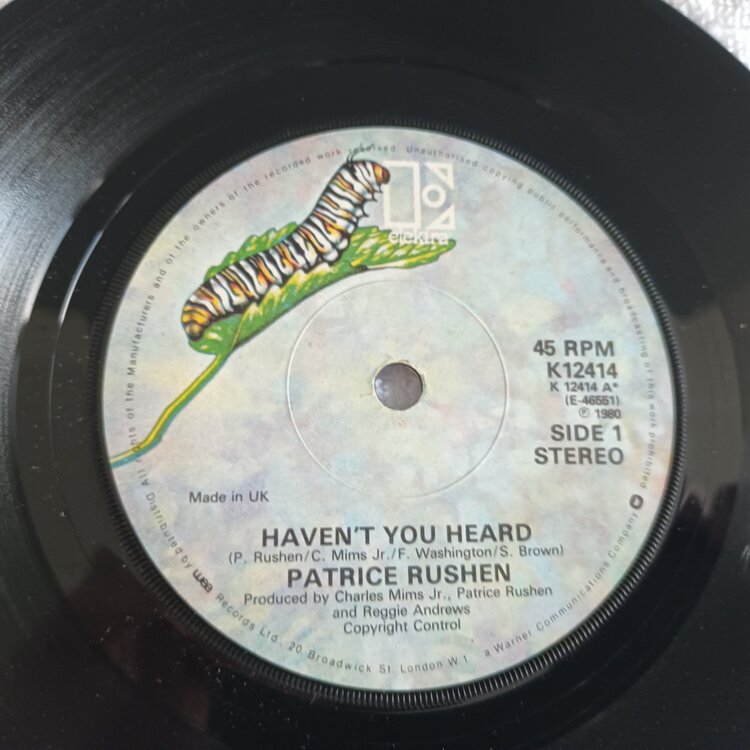 elektra
45 RPM
K12414
K 12414 A*
(E-46551)
℗ 1980
SIDE 1
STEREO
Made in UK
HAVEN'T YOU HEARD
(P. Rushen/C. Mims Jr./F. Washington/S. Brown)
PATRICE RUSHEN
Produced by Charles Mims Jr., Patrice Rushen
and Reggie Andrews
Copyright Control
All rights of the Manufacturers and of the owners of the recorded work reserved. Unauthorised copying public performance and broadcasting of this work prohibited
Distributed by wea Records Ltd., 20 Broadwick St. London W1. a Warner Communications Company